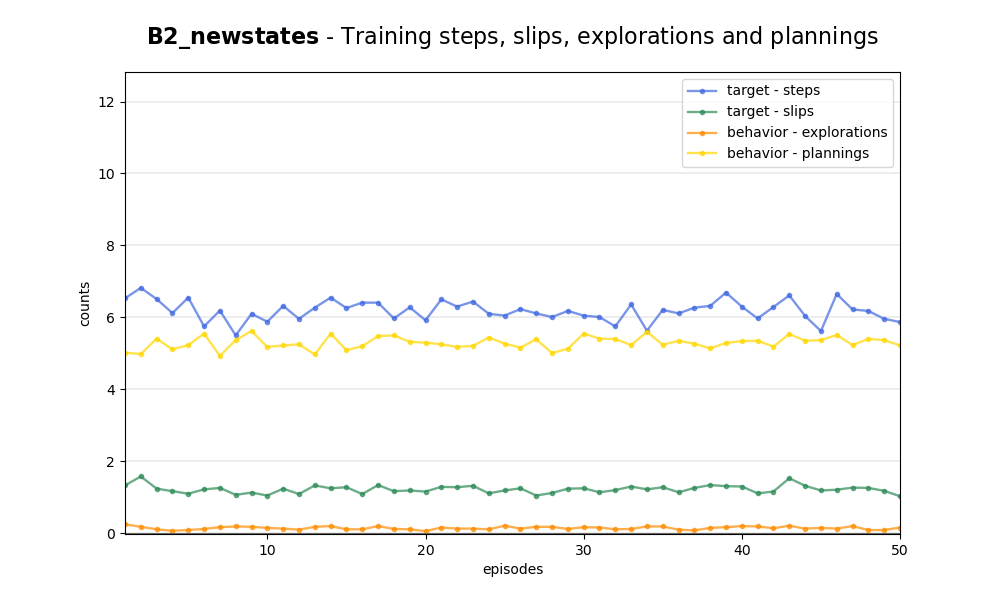 B2_newstates - Training steps, slips, explorations and plannings
target - steps
target - slips
behavior - explorations
behavior - plannings
counts
12
10
8
6
4
2
0
10 20 30 40 50
episodes